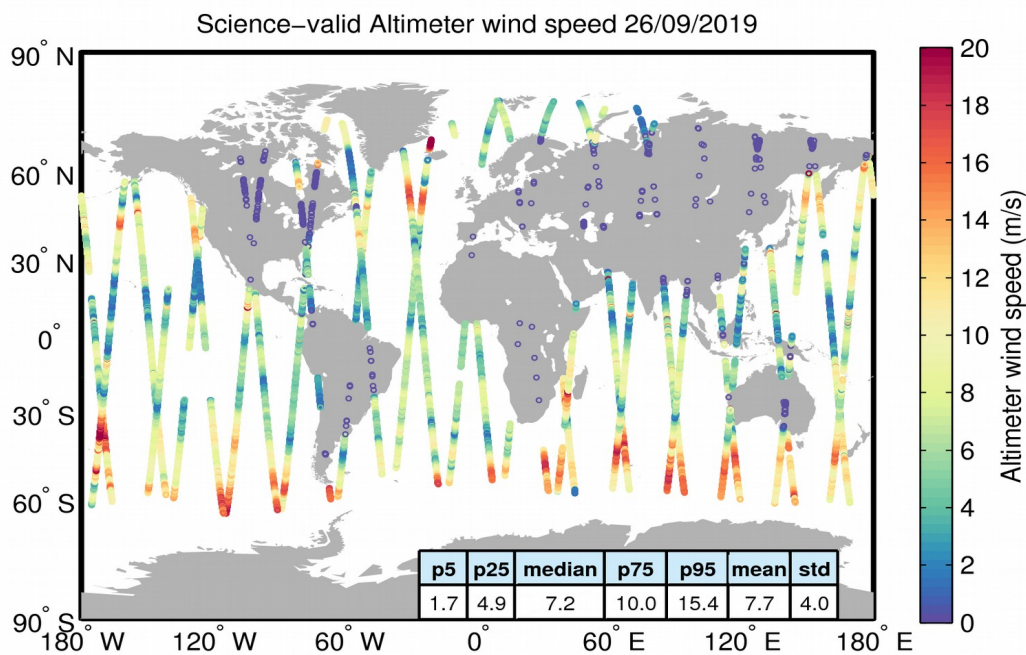 Science-valid Altimeter wind speed 26/09/2019
90° N
60° N
30° N
0°
30° S
60° S
90° S
180° W
120° W
60° W
0°
60° E
120° E
180° E
p5 p25 median p75 p95 mean std
1.7 4.9 7.2 10.0 15.4 7.7 4.0
20
18
16
14
12
10
8
6
4
2
0
Altimeter wind speed (m/s)